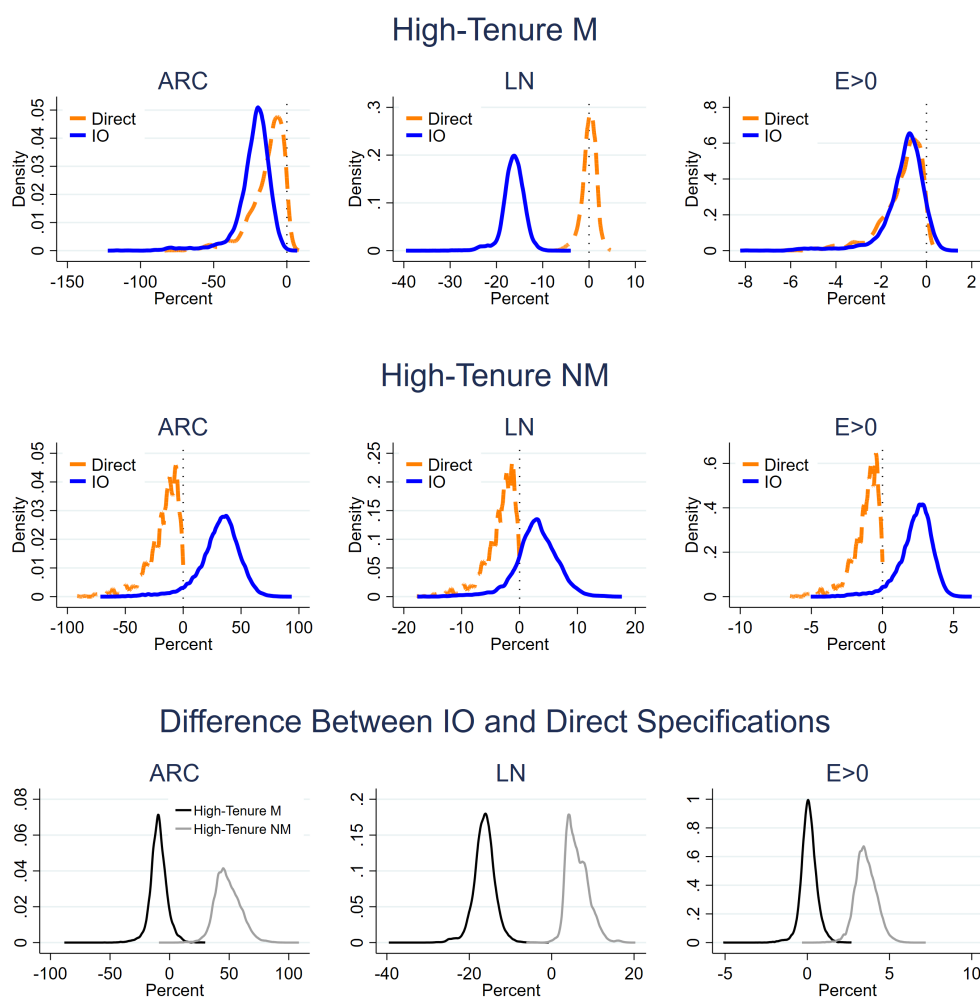 High-Tenure M
ARC
LN
E>0
Density
0 .01 .02 .03 .04 .05
Direct
IO
-150 -100 -50 0
Percent
Density
0 .1 .2 .3
Direct
IO
-40 -30 -20 -10 0 10
Percent
Density
0 .2 .4 .6 .8
Direct
IO
-8 -6 -4 -2 0 2
Percent
High-Tenure NM
ARC
LN
E>0
Density
0 .01 .02 .03 .04 .05
Direct
IO
-100 -50 0 50 100
Percent
Density
0 .05 .1 .15 .2 .25
Direct
IO
-20 -10 0 10 20
Percent
Density
0 .2 .4 .6
Direct
IO
-10 -5 0 5
Percent
Difference Between IO and Direct Specifications
ARC
LN
E>0
0 .02 .04 .06 .08
High-Tenure M
High-Tenure NM
-100 -50 0 50 100
Percent
0 .05 .1 .15 .2
-40 -20 0 20
Percent
0 .2 .4 .6 .8 1
-5 0 5 10
Percent